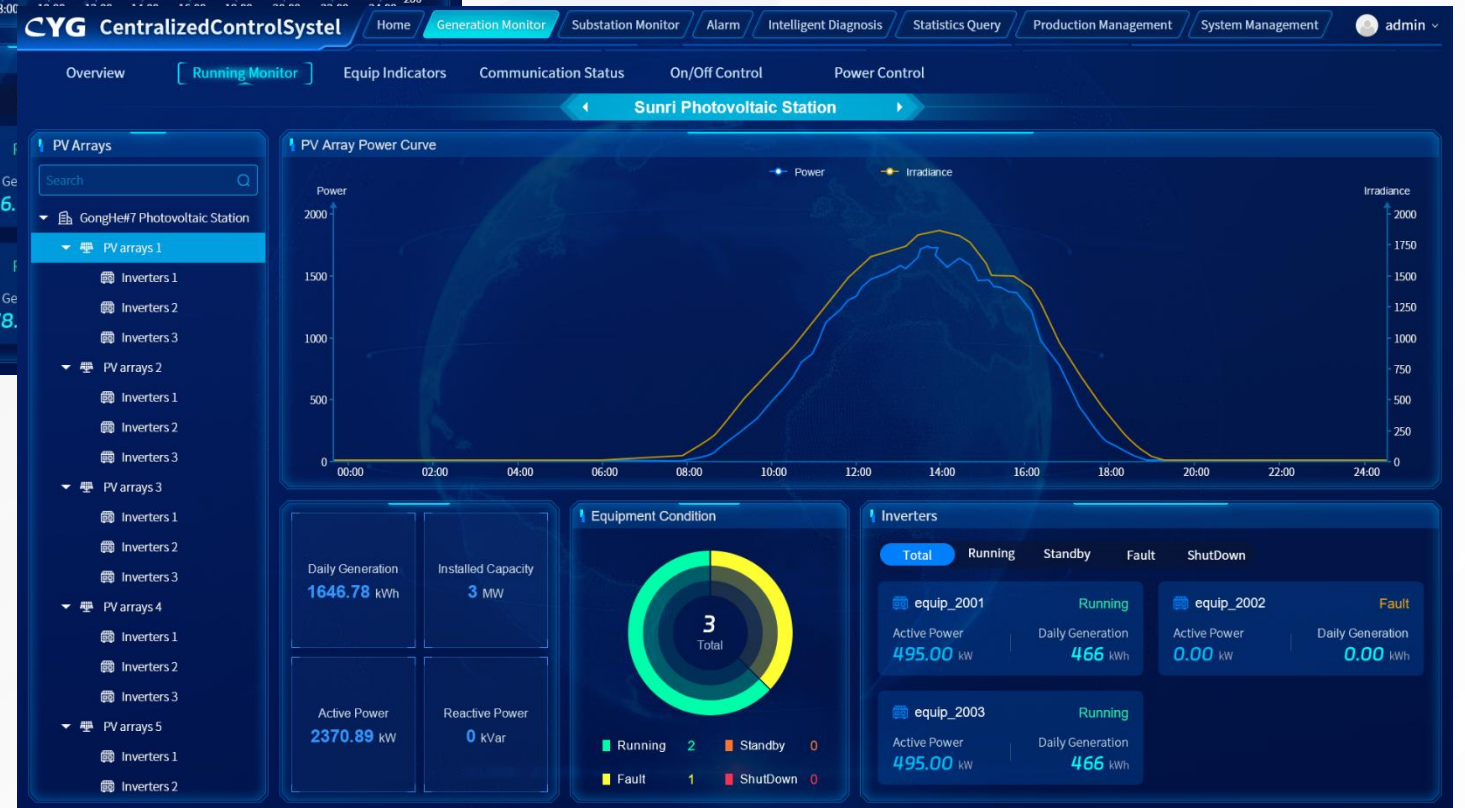 CYG CentralizedControlSystel
Home
Generation Monitor
Substation Monitor
Alarm
Intelligent Diagnosis
Statistics Query
Production Management
System Management
admin
Overview
Running Monitor
Equip Indicators
Communication Status
On/Off Control
Power Control
Sunri Photovoltaic Station
PV Arrays
Search
GongHe#7 Photovoltaic Station
PV arrays 1
Inverters 1
Inverters 2
Inverters 3
PV arrays 2
Inverters 1
Inverters 2
Inverters 3
PV arrays 3
Inverters 1
Inverters 2
Inverters 3
PV arrays 4
Inverters 1
Inverters 2
Inverters 3
PV arrays 5
Inverters 1
Inverters 2
PV Array Power Curve
Power
Irradiance
Power
Irradiance
2000
1500
1000
500
0
2000
1750
1500
1250
1000
750
500
250
0
00:00 02:00 04:00 06:00 08:00 10:00 12:00 14:00 16:00 18:00 20:00 22:00 24:00
Daily Generation
1646.78 kWh
Installed Capacity
3 MW
Active Power
2370.89 kW
Reactive Power
0 kVar
Equipment Condition
3
Total
Running 2
Standby 0
Fault 1
ShutDown 0
Inverters
Total
Running
Standby
Fault
ShutDown
equip_2001 Running
Active Power Daily Generation
495.00 kW 466 kWh
equip_2002 Fault
Active Power Daily Generation
0.00 kW 0.00 kWh
equip_2003 Running
Active Power Daily Generation
495.00 kW 466 kWh